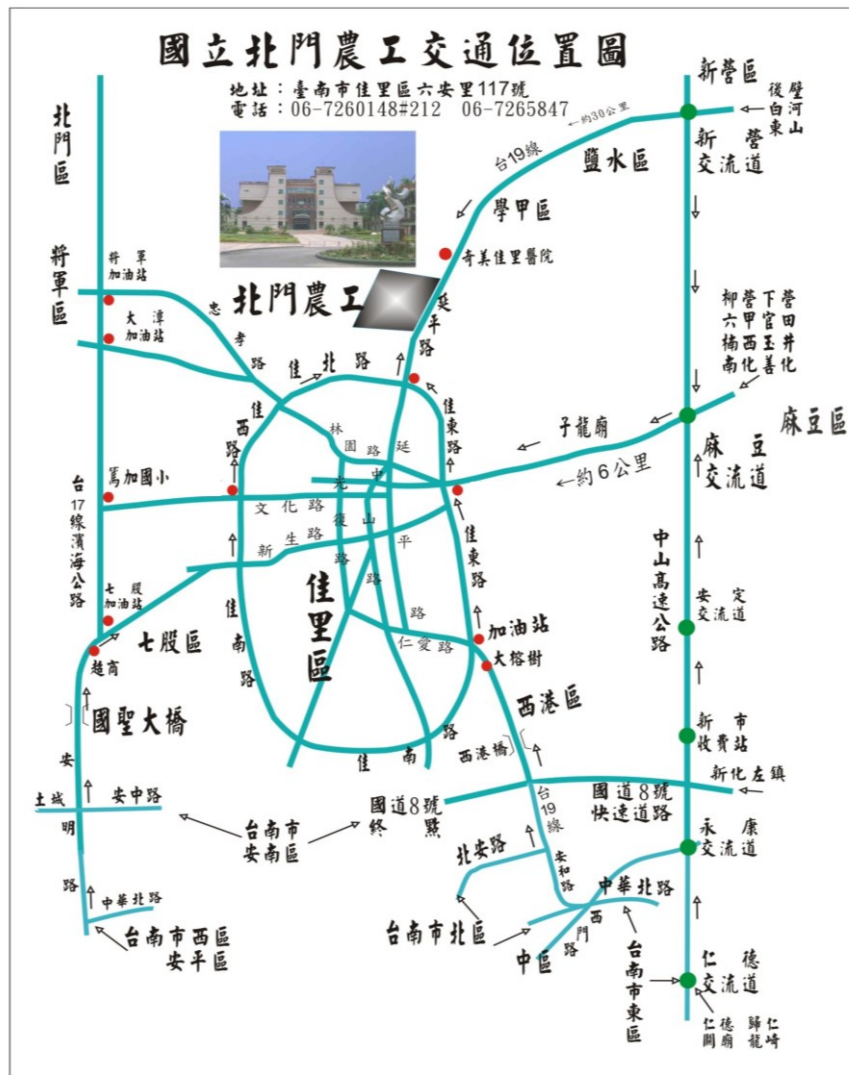 國立北門農工交通位置圖
地址：臺南市佳里區六安里117號
電話：06-7260148#212 06-7265847
新營區
後壁
白河
東山
新營
交流道
←約30公里
鹽水區
台19線
學甲區
奇美佳里醫院
北門區
將軍區
將軍
加油站
大潭
加油站
北門農工
延平路
忠孝路
佳北路
佳西路
佳東路
柳營下營
六甲官田
楠西玉井
南化善化
麻豆區
麻豆
交流道
子龍廟
←約6公里
林園路
延平路
中山路
光復路
篤加國小
文化路
新生路
台17線濱海公路
佳東路
佳里區
佳南路
中山高速公路
安定
交流道
七股
加油站
七股區
超商
仁愛路
加油站
大榕樹
國聖大橋
西港區
西港橋
佳南路
新市
收費站
新化左鎮
國道8號
快速道路
國道8號
終點
台19線
安明路
土城
安中路
台南市
安南區
永康
交流道
北安路
安和路
中華北路
中華北路
西門路
台南市北區
中區
台南市西區
安平區
台南市東區
仁德
交流道
仁德 歸仁
關廟 龍崎